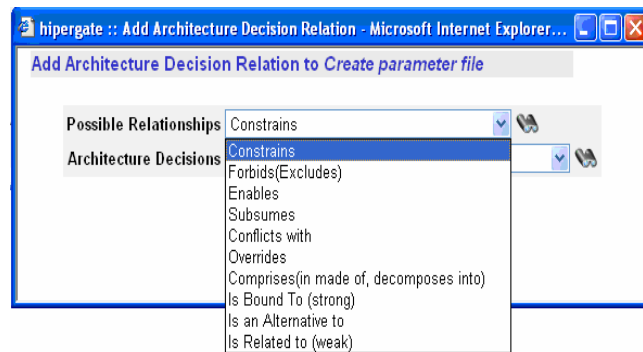 hipergate :: Add Architecture Decision Relation - Microsoft Internet Explorer...
Add Architecture Decision Relation to Create parameter file
Possible Relationships Constrains
Architecture Decisions
Constrains
Forbids(Excludes)
Enables
Subsumes
Conflicts with
Overrides
Comprises(in made of, decomposes into)
Is Bound To (strong)
Is an Alternative to
Is Related to (weak)